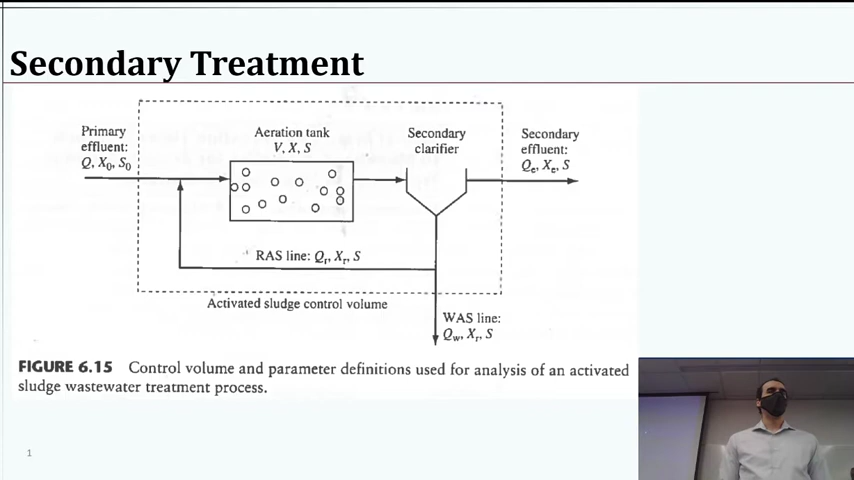 Secondary Treatment
Primary
effluent:
Q, X₀, S₀
Aeration tank
V, X, S
Secondary
clarifier
Secondary
effluent:
Qₑ, Xₑ, S
RAS line: Qᵣ, Xᵣ, S
Activated sludge control volume
WAS line:
Q_w, Xᵣ, S
FIGURE 6.15 Control volume and parameter definitions used for analysis of an activated
sludge wastewater treatment process.
1